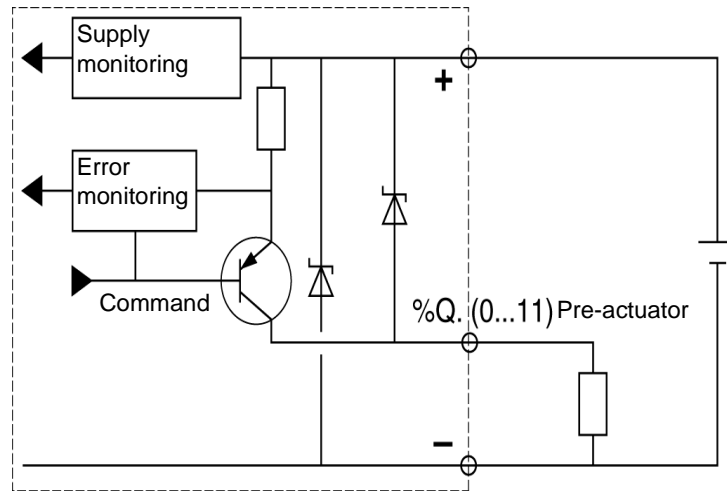 Supply
monitoring
+
Error
monitoring
Command
%Q. (0...11) Pre-actuator
−